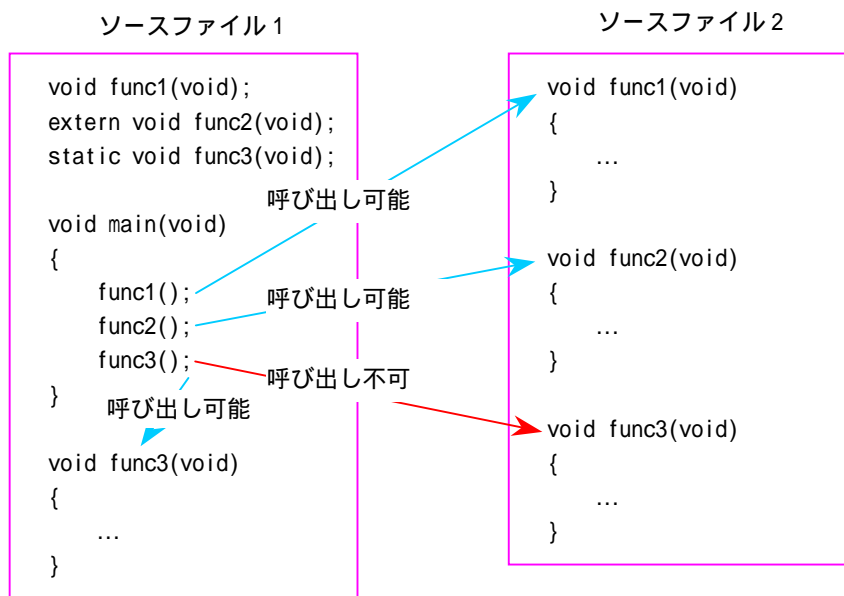 ソースファイル1
void func1(void);
extern void func2(void);
static void func3(void);
void main(void)
{
func1();
func2();
func3();
}
void func3(void)
{
…
}
呼び出し可能
呼び出し可能
呼び出し不可
呼び出し可能
ソースファイル2
void func1(void)
{
…
}
void func2(void)
{
…
}
void func3(void)
{
…
}